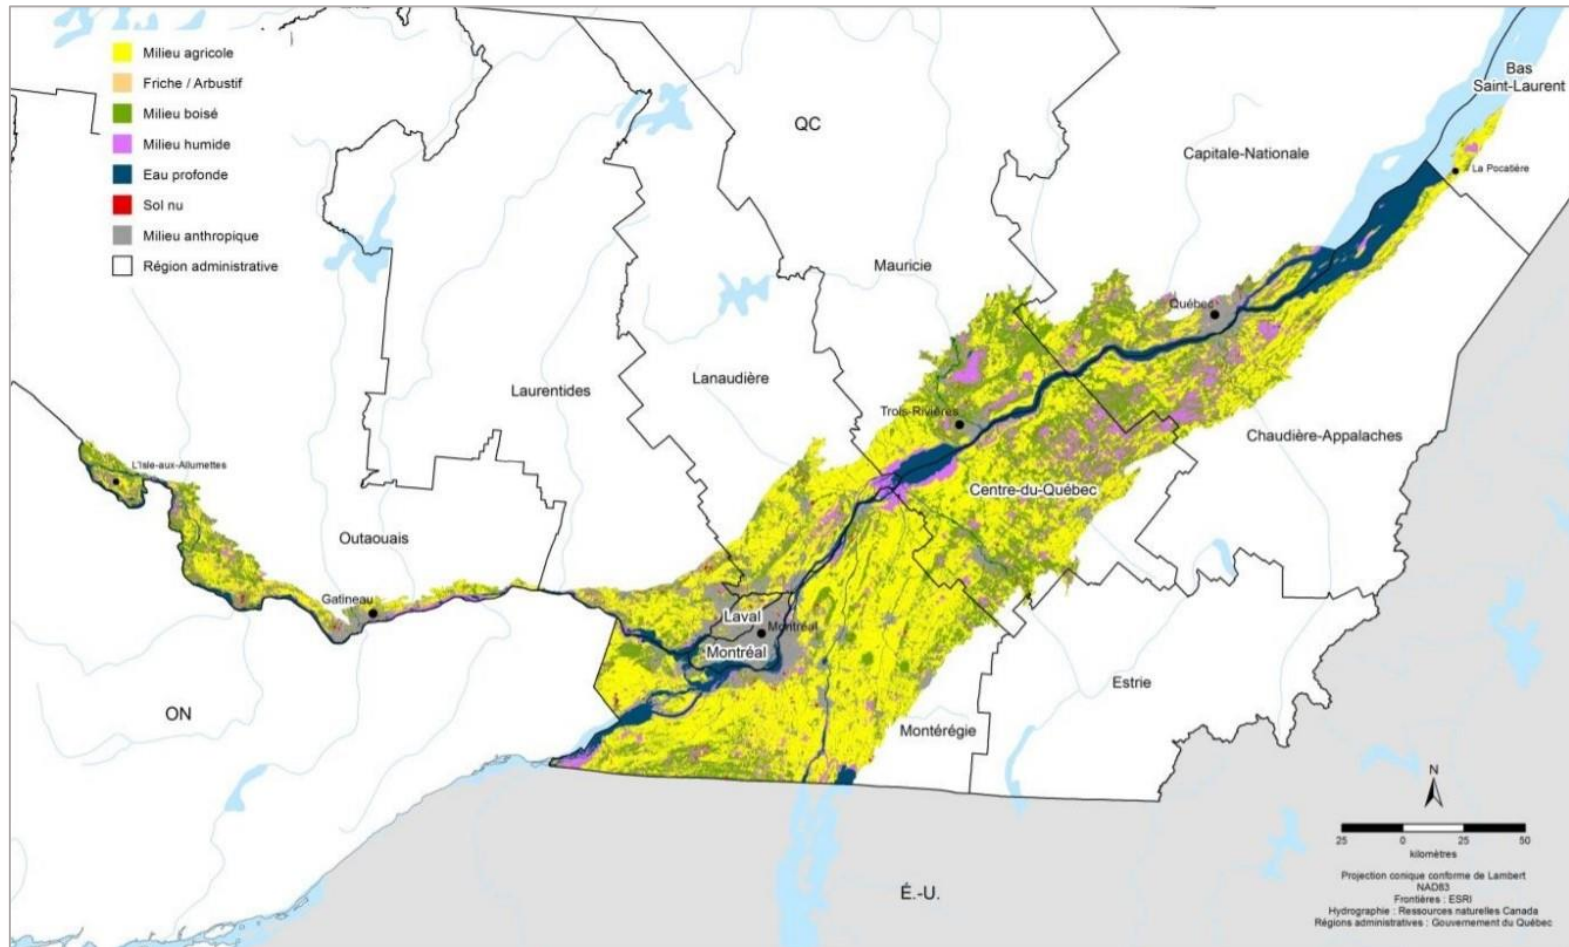 Milieu agricole
Friche / Arbustif
Milieu boisé
Milieu humide
Eau profonde
Sol nu
Milieu anthropique
Région administrative
QC
Bas
Saint-Laurent
Capitale-Nationale
La Pocatière
Mauricie
Québec
Lanaudière
Laurentides
Trois-Rivières
Chaudière-Appalaches
L'Isle-aux-Allumettes
Centre-du-Québec
Outaouais
Gatineau
Laval
Montréal
Montréal
Estrie
ON
Montérégie
É.-U.
N
25 0 25 50
kilomètres
Projection conique conforme de Lambert
NAD83
Frontières : ESRI
Hydrographie : Ressources naturelles Canada
Régions administratives : Gouvernement du Québec